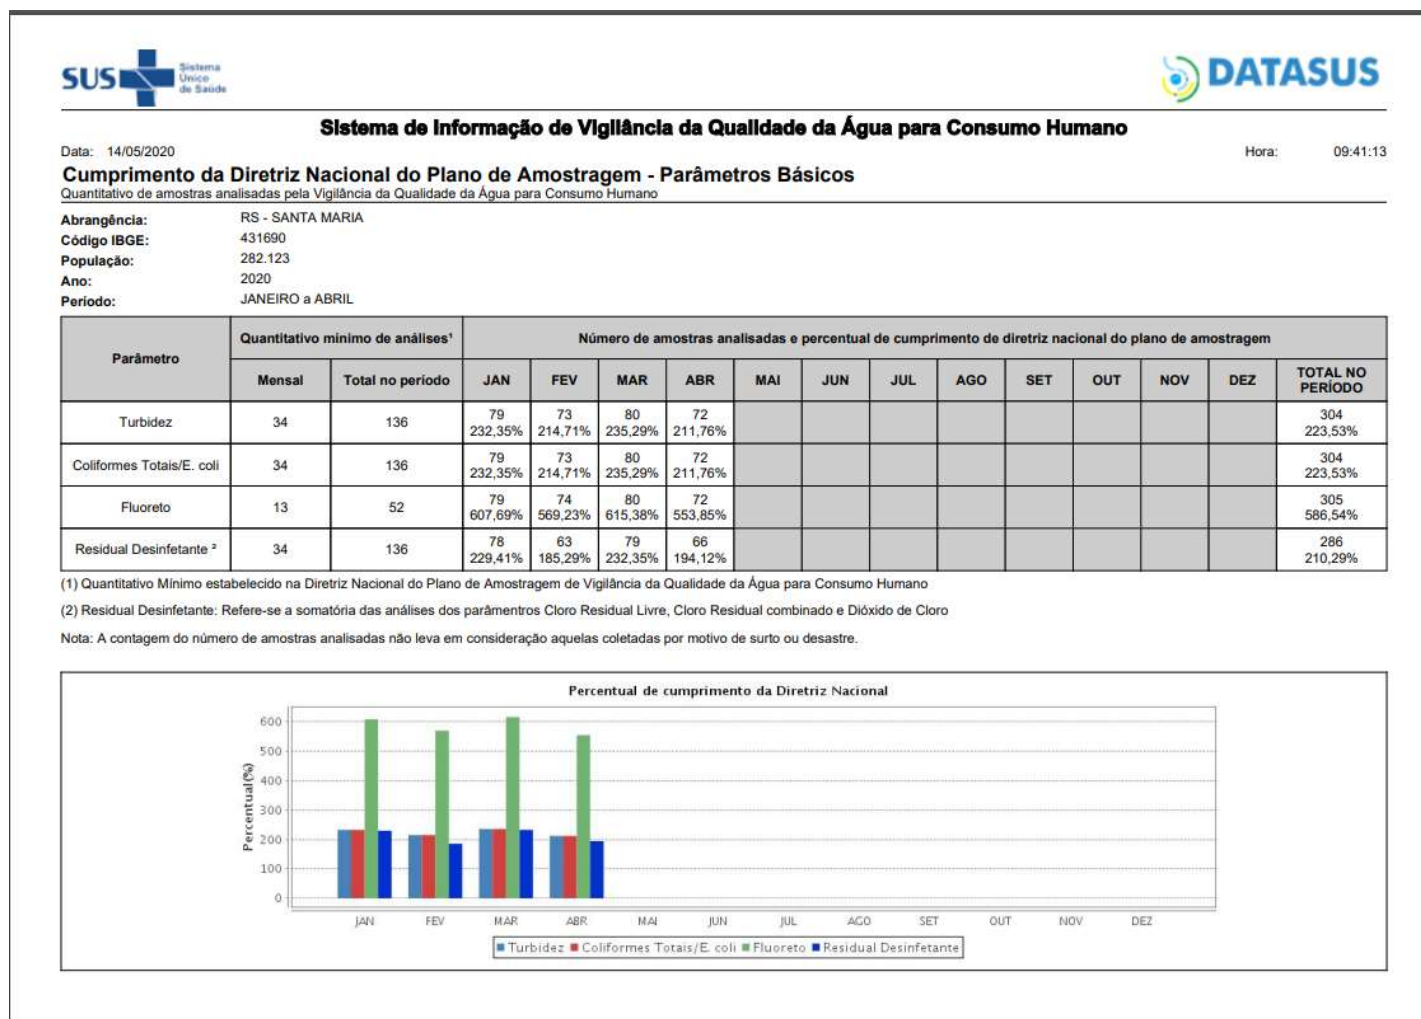 SUS
Sistema
Único
de Saúde
DATASUS
Sistema de Informação de Vigilância da Qualidade da Água para Consumo Humano
Data: 14/05/2020 Hora: 09:41:13
Cumprimento da Diretriz Nacional do Plano de Amostragem - Parâmetros Básicos
Quantitativo de amostras analisadas pela Vigilância da Qualidade da Água para Consumo Humano
Abrangência: RS - SANTA MARIA
Código IBGE: 431690
População: 282.123
Ano: 2020
Período: JANEIRO a ABRIL
Parâmetro Quantitativo mínimo de análises¹ Número de amostras analisadas e percentual de cumprimento de diretriz nacional do plano de amostragem
Mensal Total no período JAN FEV MAR ABR MAI JUN JUL AGO SET OUT NOV DEZ TOTAL NO PERÍODO
Turbidez 34 136 79 73 80 72 304
232,35% 214,71% 235,29% 211,76% 223,53%
Coliformes Totais/E. coli 34 136 79 73 80 72 304
232,35% 214,71% 235,29% 211,76% 223,53%
Fluoreto 13 52 79 74 80 72 305
607,69% 569,23% 615,38% 553,85% 586,54%
Residual Desinfetante ² 34 136 78 63 79 66 286
229,41% 185,29% 232,35% 194,12% 210,29%
(1) Quantitativo Mínimo estabelecido na Diretriz Nacional do Plano de Amostragem de Vigilância da Qualidade da Água para Consumo Humano
(2) Residual Desinfetante: Refere-se a somatória das análises dos parâmentros Cloro Residual Livre, Cloro Residual combinado e Dióxido de Cloro
Nota: A contagem do número de amostras analisadas não leva em consideração aquelas coletadas por motivo de surto ou desastre.
Percentual de cumprimento da Diretriz Nacional
Percentual(%)
600
500
400
300
200
100
0
JAN FEV MAR ABR MAI JUN JUL AGO SET OUT NOV DEZ
Turbidez Coliformes Totais/E. coli Fluoreto Residual Desinfetante